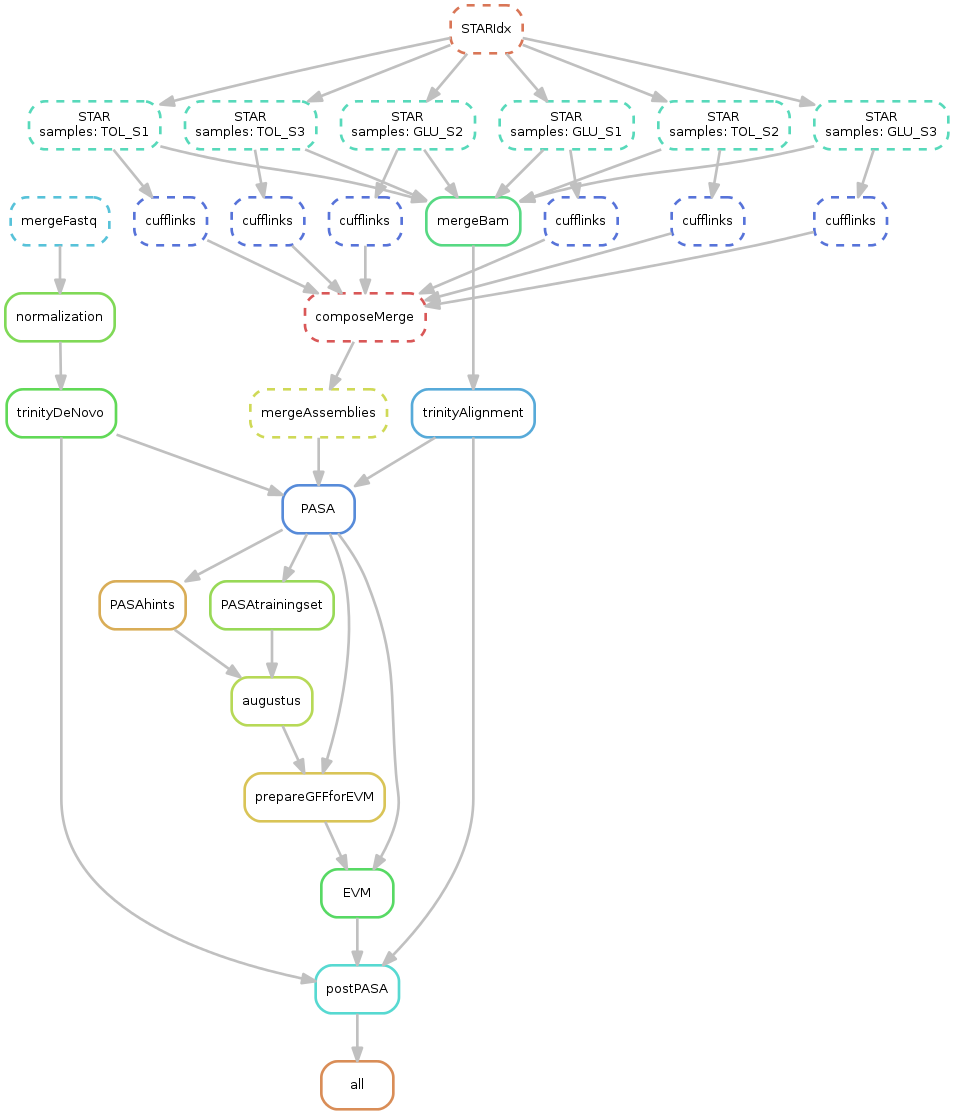 STARIdx
STAR
samples: TOL_S1
STAR
samples: TOL_S3
STAR
samples: GLU_S2
STAR
samples: GLU_S1
STAR
samples: TOL_S2
STAR
samples: GLU_S3
mergeFastq
cufflinks
cufflinks
cufflinks
mergeBam
cufflinks
cufflinks
cufflinks
normalization
composeMerge
trinityDeNovo
mergeAssemblies
trinityAlignment
PASA
PASAhints
PASAtrainingset
augustus
prepareGFFforEVM
EVM
postPASA
all